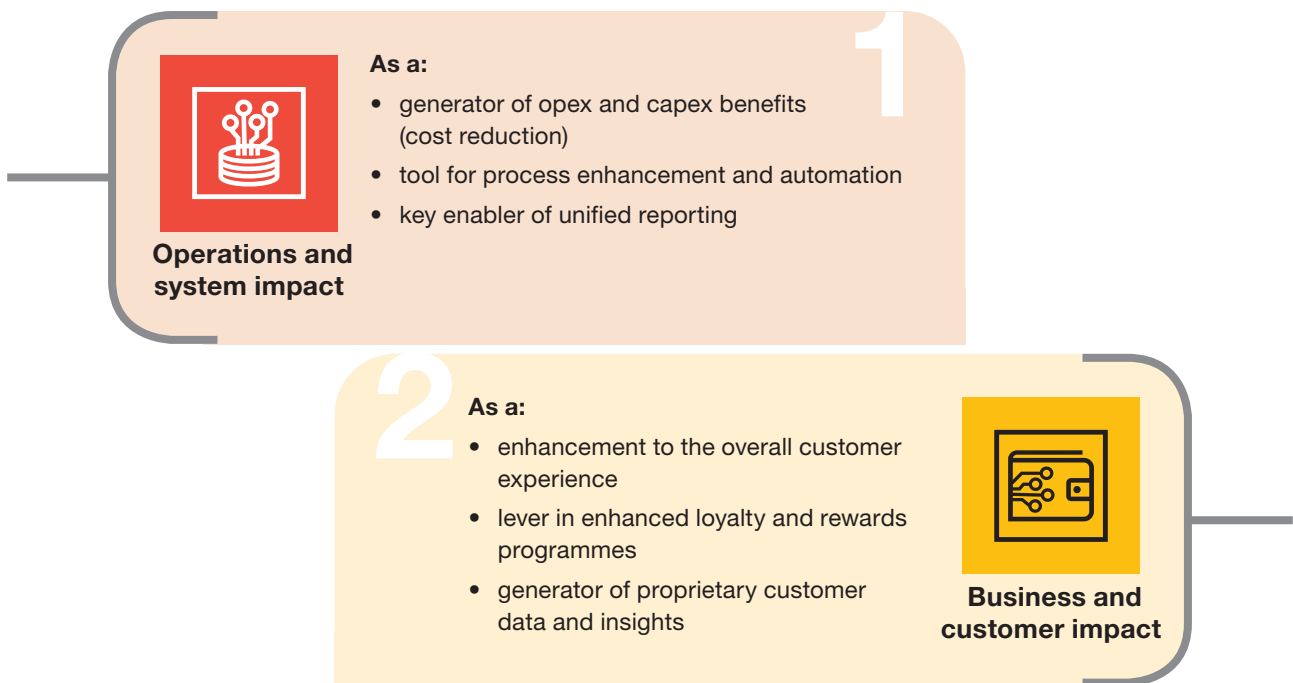 1
As a:
• generator of opex and capex benefits
(cost reduction)
• tool for process enhancement and automation
• key enabler of unified reporting
Operations and
system impact
2
As a:
• enhancement to the overall customer
experience
• lever in enhanced loyalty and rewards
programmes
• generator of proprietary customer
data and insights
Business and
customer impact